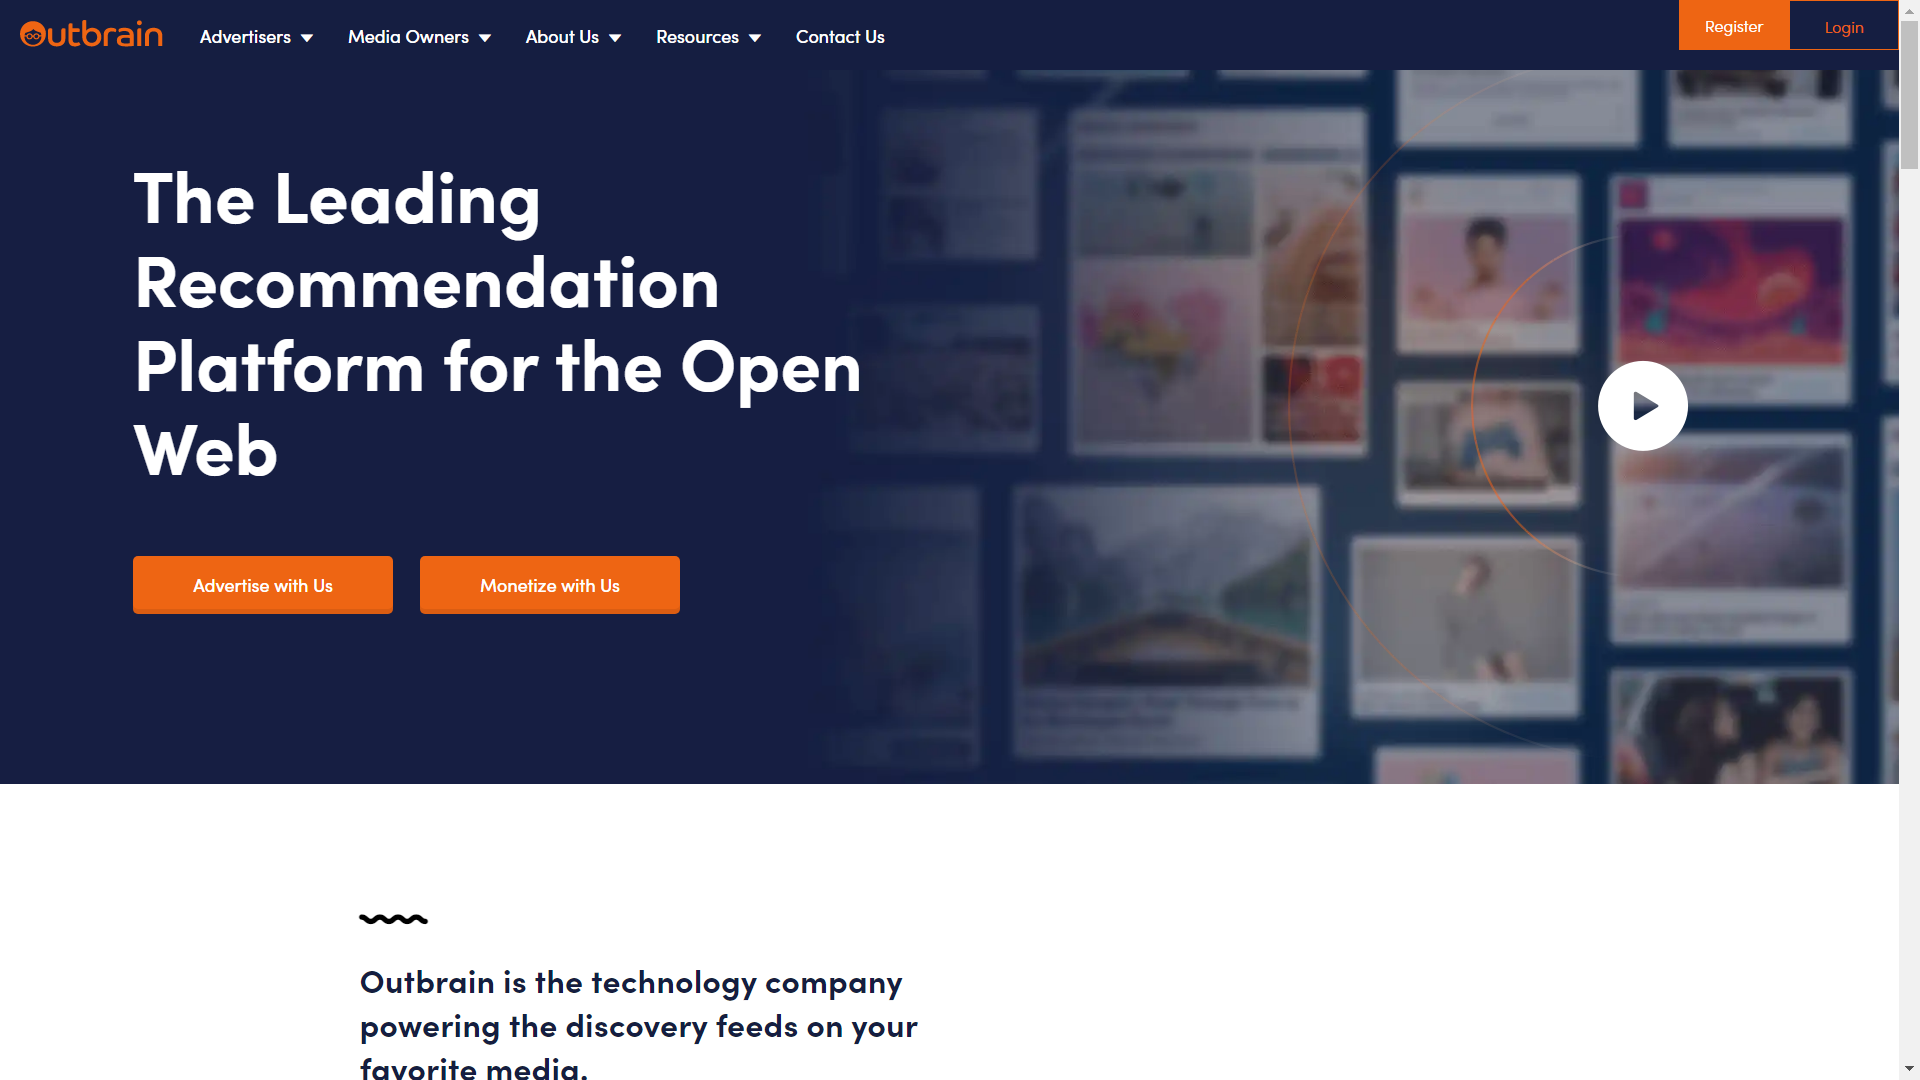 Outbrain
Advertisers
Media Owners
About Us
Resources
Contact Us
Register
Login
The Leading
Recommendation
Platform for the Open
Web
Advertise with Us
Monetize with Us
Outbrain is the technology company
powering the discovery feeds on your
favorite media.